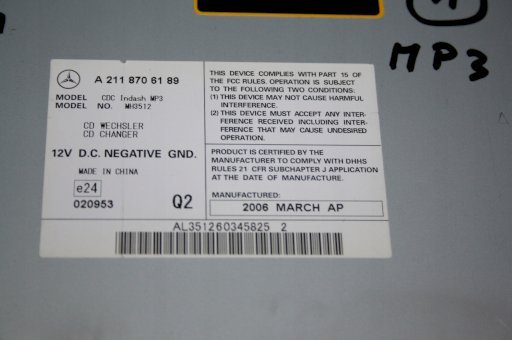 MP3
A 211 870 61 89
MODEL CDC Indash MP3
MODEL NO. MH3512
CD WECHSLER
CD CHANGER
12V D.C. NEGATIVE GND.
MADE IN CHINA
e24
020953 Q2
THIS DEVICE COMPLIES WITH PART 15 OF
THE FCC RULES. OPERATION IS SUBJECT
TO THE FOLLOWING TWO CONDITIONS:
(1) THIS DEVICE MAY NOT CAUSE HARMFUL
INTERFERENCE.
(2) THIS DEVICE MUST ACCEPT ANY INTER-
FERENCE RECEIVED INCLUDING INTER-
FERENCE THAT MAY CAUSE UNDESIRED
OPERATION.
PRODUCT IS CERTIFIED BY THE
MANUFACTURER TO COMPLY WITH DHHS
RULES 21 CFR SUBCHAPTER J APPLICATION
AT THE DATE OF MANUFACTURE.
MANUFACTURED:
2006 MARCH AP
AL351260345825 2